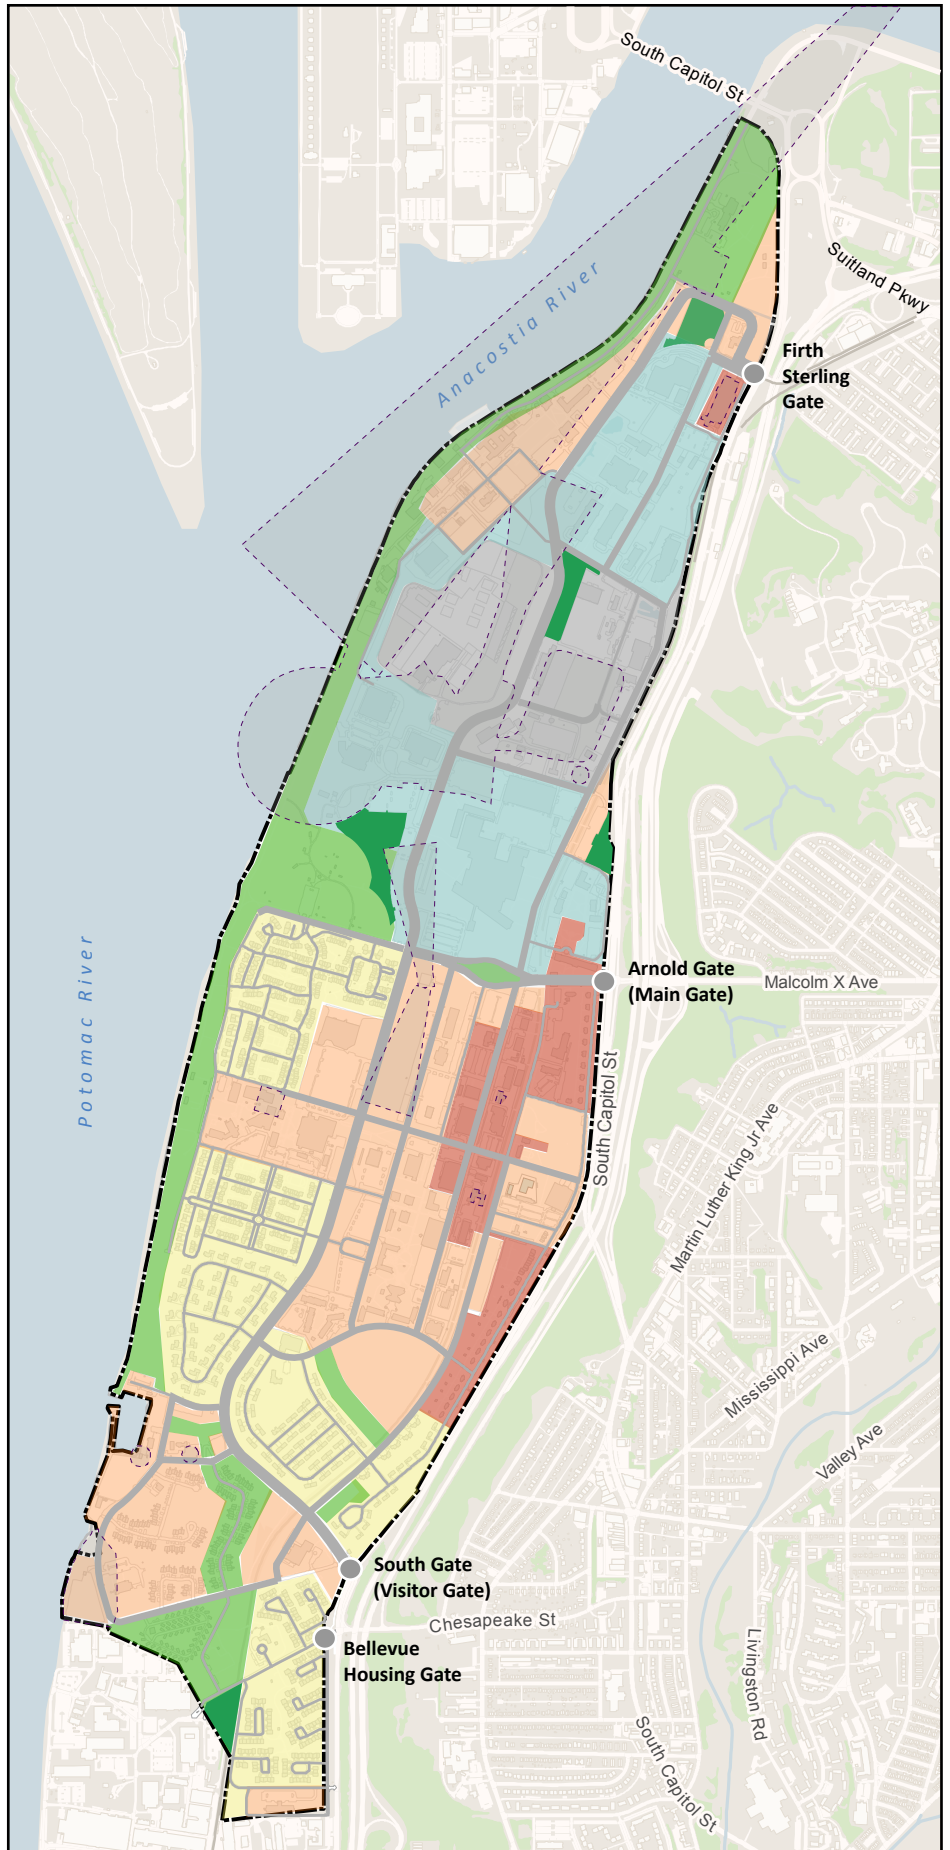 South Capitol St
Suitland Pkwy
Anacostia River
Firth
Sterling
Gate
Potomac River
Arnold Gate
(Main Gate)
Malcolm X Ave
South Capitol St
Martin Luther King Jr Ave
Mississippi Ave
Valley Ave
South Gate
(Visitor Gate)
Chesapeake St
Bellevue
Housing Gate
Livingston Rd
South Capitol St